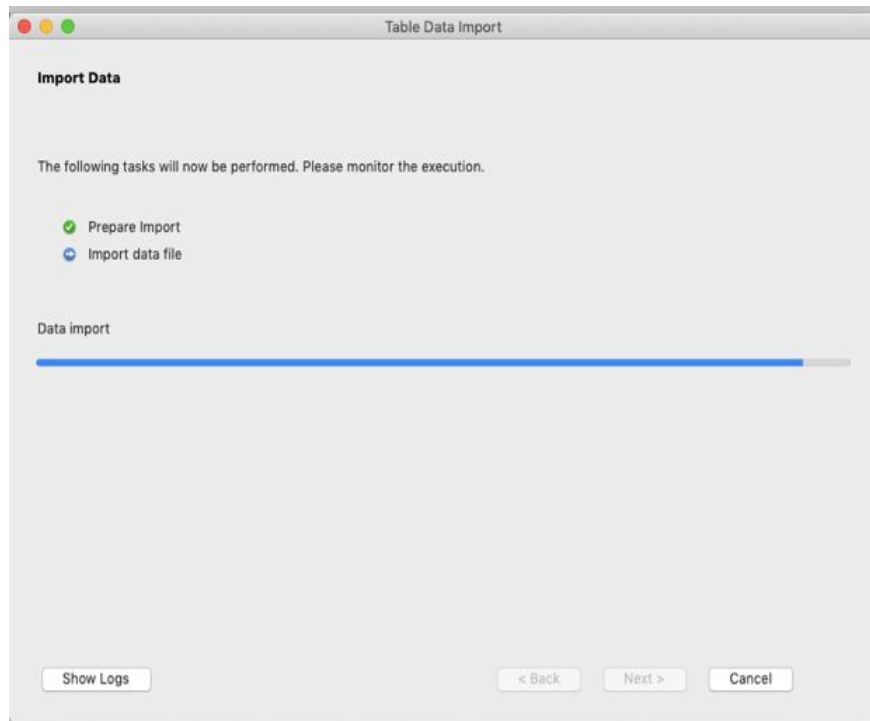 Table Data Import
Import Data
The following tasks will now be performed. Please monitor the execution.
Prepare Import
Import data file
Data import
Show Logs
< Back
Next >
Cancel